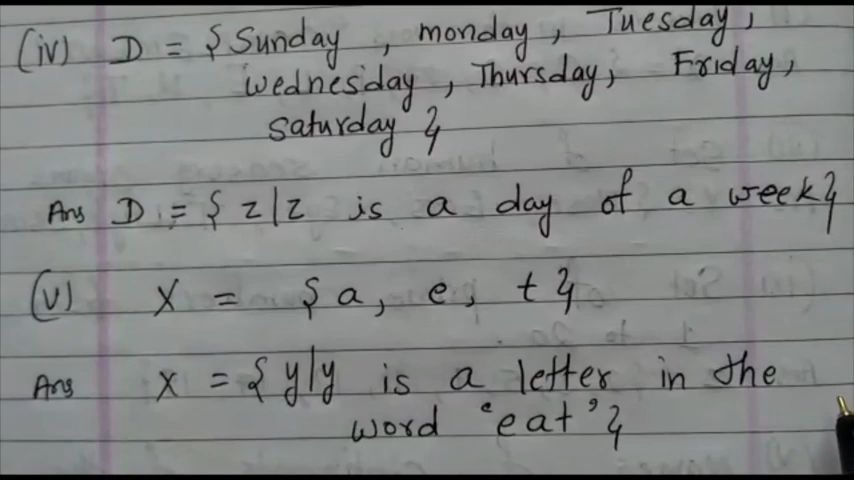 (iv) D = {Sunday, monday, Tuesday,
wednesday, Thursday, Friday,
saturday }
Ans D = { z/z is a day of a week}
(v) X = {a, e, t}
Ans X = {y/y is a letter in the
word 'eat'}